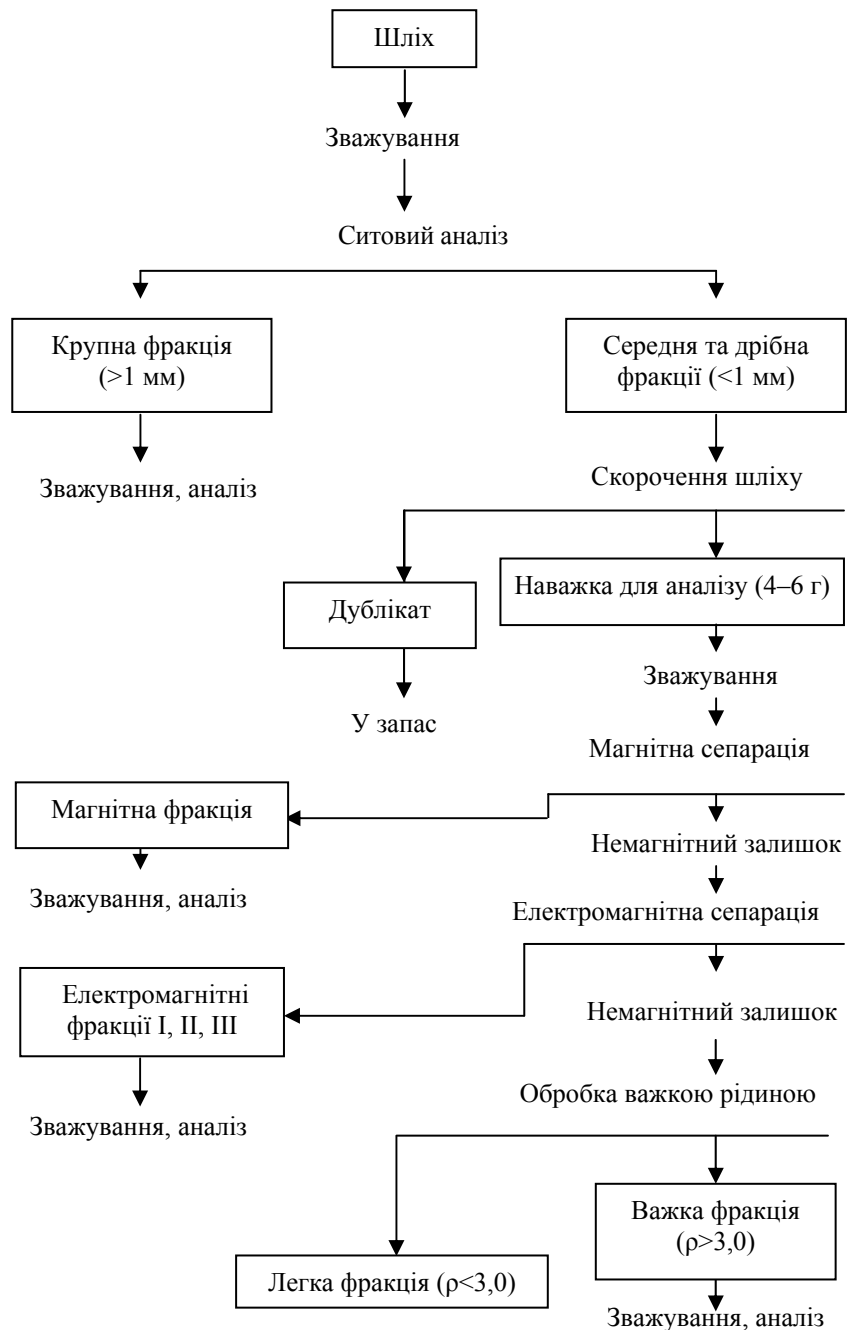 Шліх
Зважування
Ситовий аналіз
Крупна фракція
(>1 мм)
Середня та дрібна
фракції (<1 мм)
Зважування, аналіз
Скорочення шліху
Дублікат
Наважка для аналізу (4–6 г)
У запас
Зважування
Магнітна сепарація
Магнітна фракція
Немагнітний залишок
Зважування, аналіз
Електромагнітна сепарація
Електромагнітні
фракції I, II, III
Немагнітний залишок
Зважування, аналіз
Обробка важкою рідиною
Важка фракція
(ρ>3,0)
Легка фракція (ρ<3,0)
Зважування, аналіз